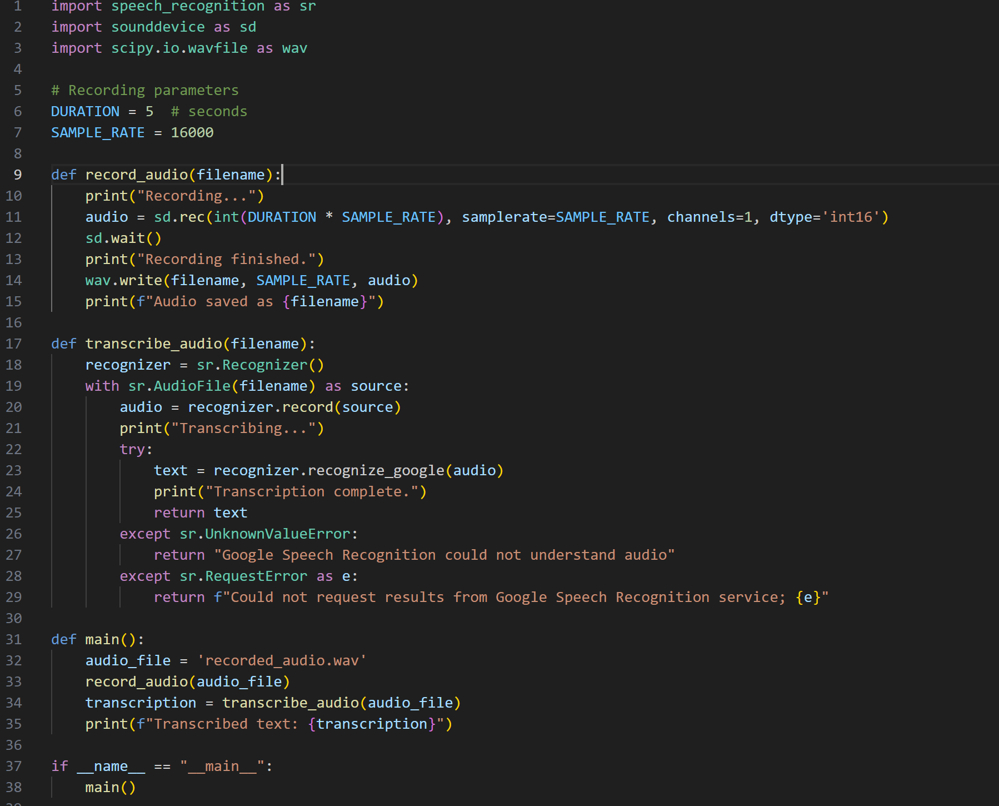 1 import speech_recognition as sr
2 import sounddevice as sd
3 import scipy.io.wavfile as wav
4
5 # Recording parameters
6 DURATION = 5  # seconds
7 SAMPLE_RATE = 16000
8
9 def record_audio(filename):
10     print("Recording...")
11     audio = sd.rec(int(DURATION * SAMPLE_RATE), samplerate=SAMPLE_RATE, channels=1, dtype='int16')
12     sd.wait()
13     print("Recording finished.")
14     wav.write(filename, SAMPLE_RATE, audio)
15     print(f"Audio saved as {filename}")
16
17 def transcribe_audio(filename):
18     recognizer = sr.Recognizer()
19     with sr.AudioFile(filename) as source:
20         audio = recognizer.record(source)
21         print("Transcribing...")
22         try:
23             text = recognizer.recognize_google(audio)
24             print("Transcription complete.")
25             return text
26         except sr.UnknownValueError:
27             return "Google Speech Recognition could not understand audio"
28         except sr.RequestError as e:
29             return f"Could not request results from Google Speech Recognition service; {e}"
30
31 def main():
32     audio_file = 'recorded_audio.wav'
33     record_audio(audio_file)
34     transcription = transcribe_audio(audio_file)
35     print(f"Transcribed text: {transcription}")
36
37 if __name__ == "__main__":
38     main()